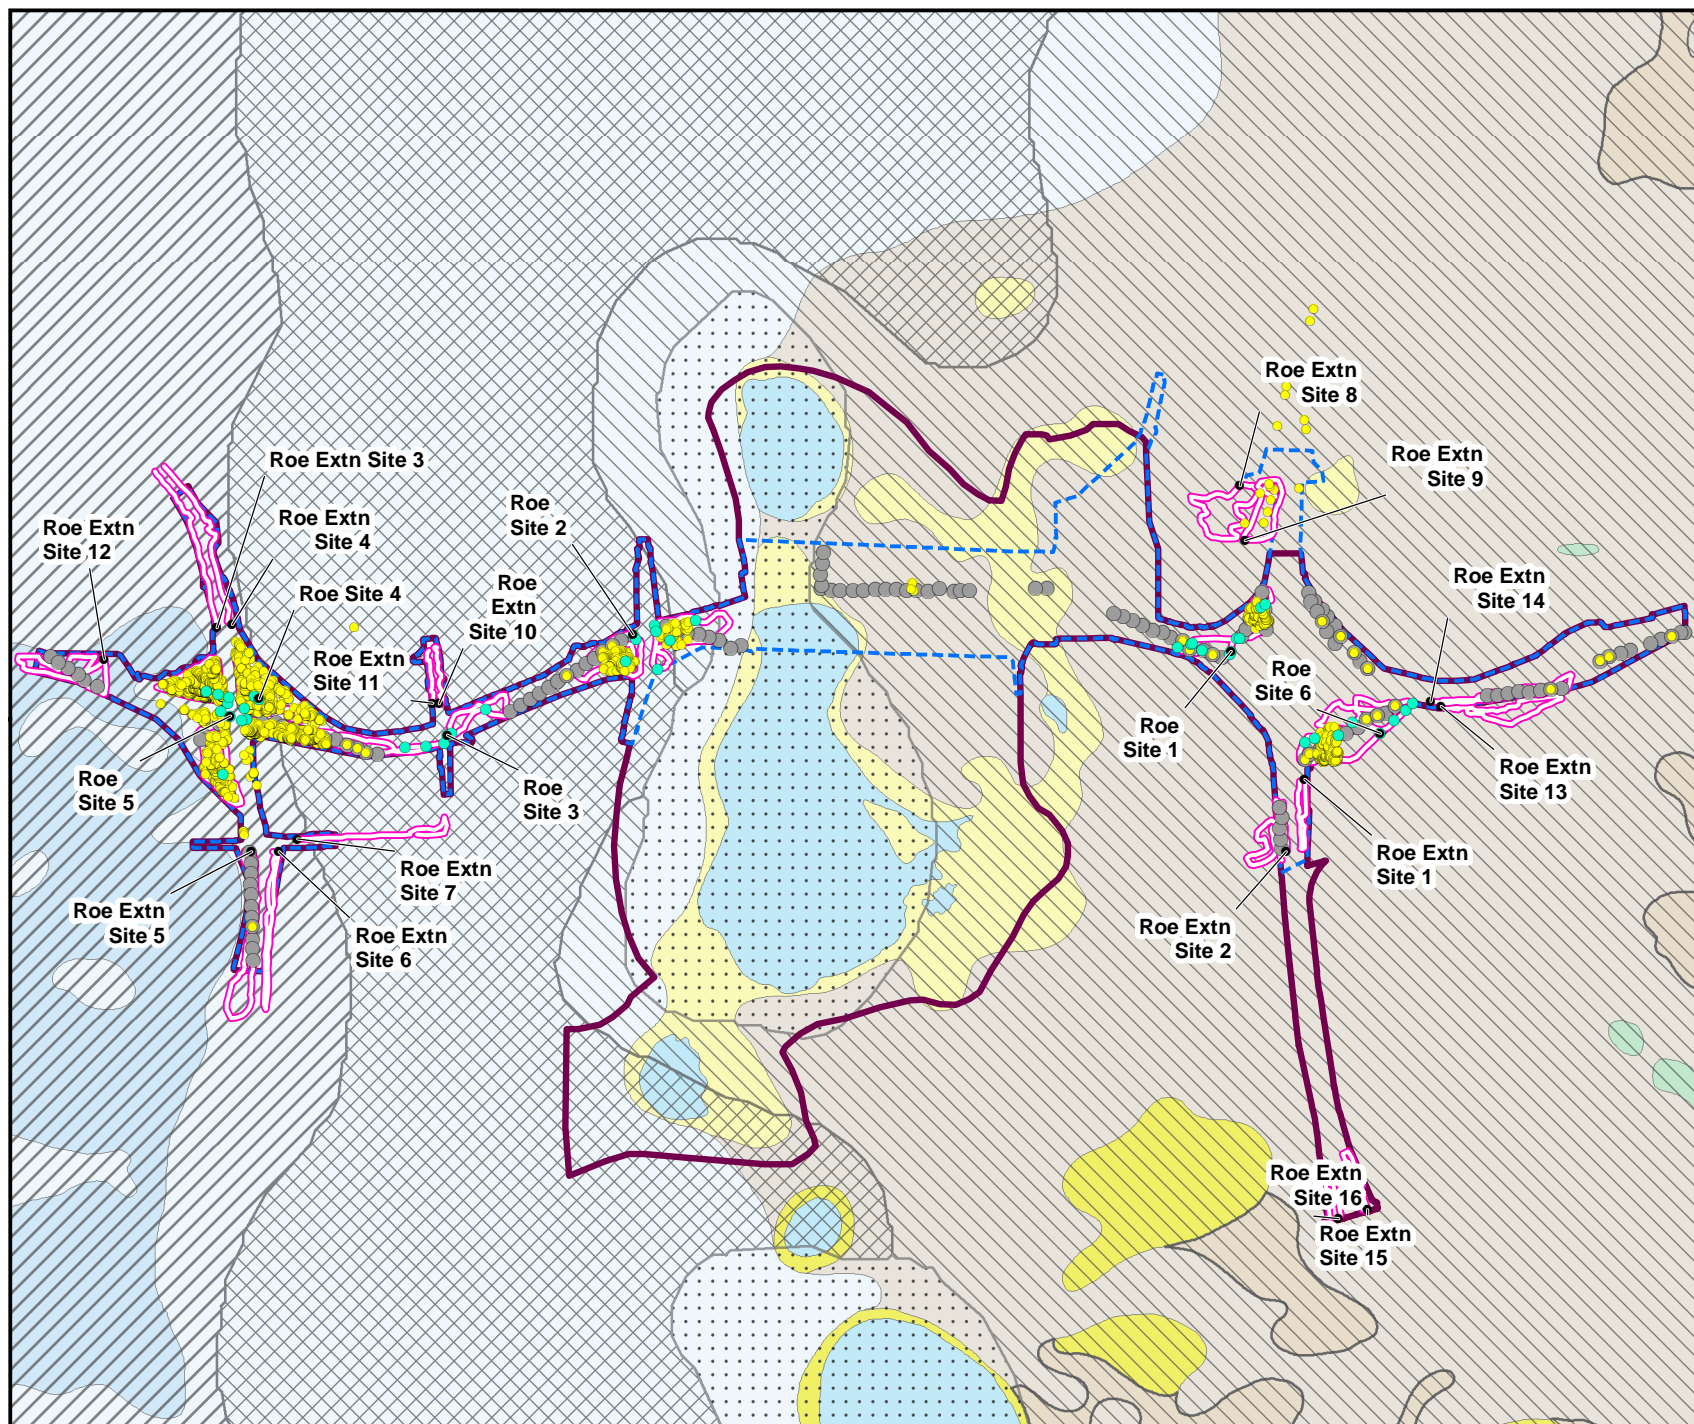 Roe Extn
Site 8
Roe Extn
Site 9
Roe Extn Site 3
Roe
Site 2
Roe Extn
Site 4
Roe Extn
Site 12
Roe Extn
Site 14
Roe
Extn
Site 10
Roe Site 4
Roe Extn
Site 11
Roe
Site 6
Roe
Site 1
Roe
Site 5
Roe
Site 3
Roe Extn
Site 13
Roe Extn
Site 1
Roe Extn
Site 7
Roe Extn
Site 5
Roe Extn
Site 6
Roe Extn
Site 2
Roe Extn
Site 16
Roe Extn
Site 15